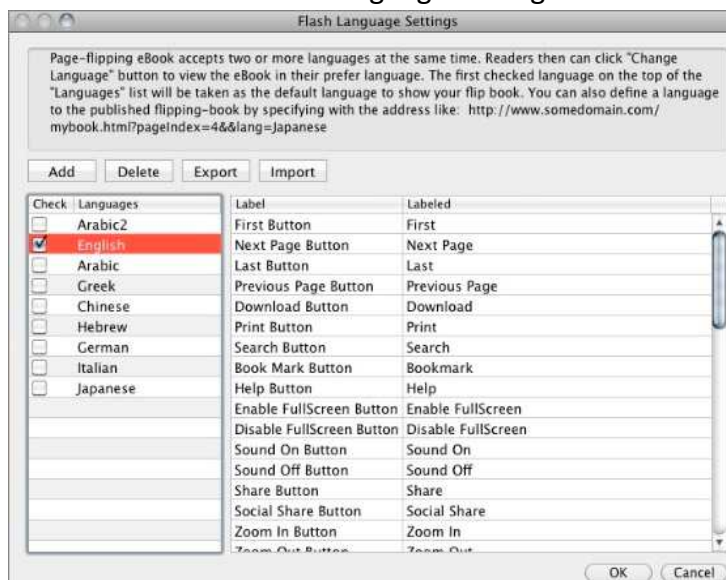 Flash Language Settings
Page-flipping eBook accepts two or more languages at the same time. Readers then can click "Change
Language" button to view the eBook in their prefer language. The first checked language on the top of the
"Languages" list will be taken as the default language to show your flip book. You can also define a language
to the published flipping-book by specifying with the address like: http://www.somedomain.com/
mybook.html?pageIndex=4&&lang=Japanese
Add Delete Export Import
Check Languages Label Labeled
Arabic2 First Button First
English Next Page Button Next Page
Arabic Last Button Last
Greek Previous Page Button Previous Page
Chinese Download Button Download
Hebrew Print Button Print
German Search Button Search
Italian Book Mark Button Bookmark
Japanese Help Button Help
Enable FullScreen Button Enable FullScreen
Disable FullScreen Button Disable FullScreen
Sound On Button Sound On
Sound Off Button Sound Off
Share Button Share
Social Share Button Social Share
Zoom In Button Zoom In
Zoom Out Button Zoom Out
OK Cancel